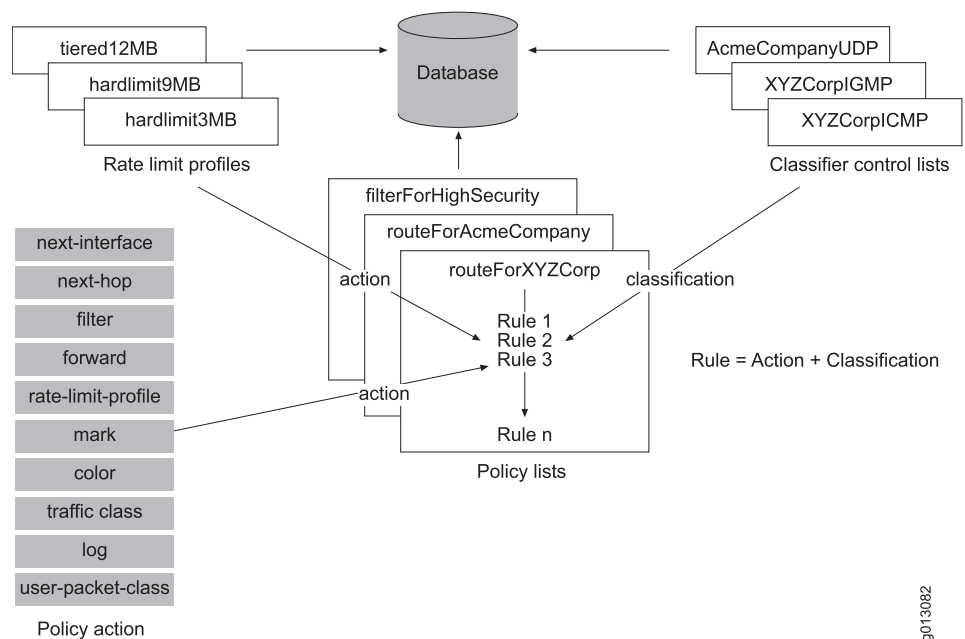 tiered12MB
hardlimit9MB
hardlimit3MB
Rate limit profiles
Database
AcmeCompanyUDP
XYZCorpIGMP
XYZCorpICMP
Classifier control lists
filterForHighSecurity
routeForAcmeCompany
routeForXYZCorp
action
classification
Rule 1
Rule 2
Rule 3
action
Rule n
Policy lists
Rule = Action + Classification
next-interface
next-hop
filter
forward
rate-limit-profile
mark
color
traffic class
log
user-packet-class
Policy action
g013082